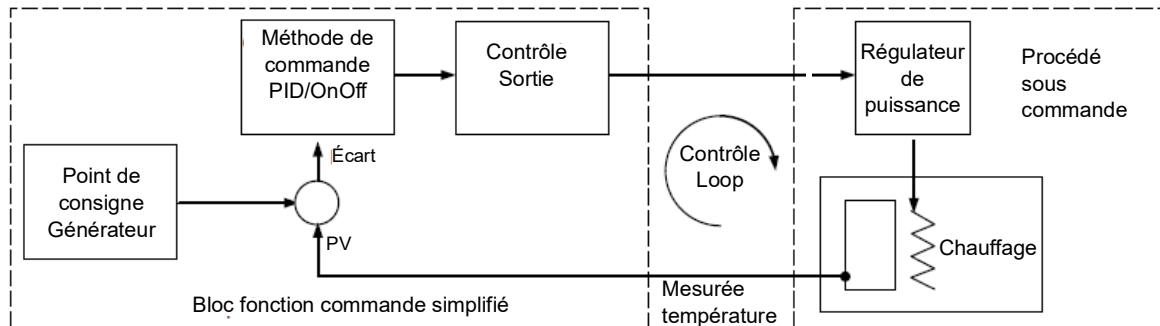 Méthode de
commande
PID/OnOff
Contrôle
Sortie
Régulateur
de
puissance
Procédé
sous
commande
Écart
Point de
consigne
Générateur
Contrôle
Loop
PV
Chauffage
Bloc fonction commande simplifié
Mesurée
température